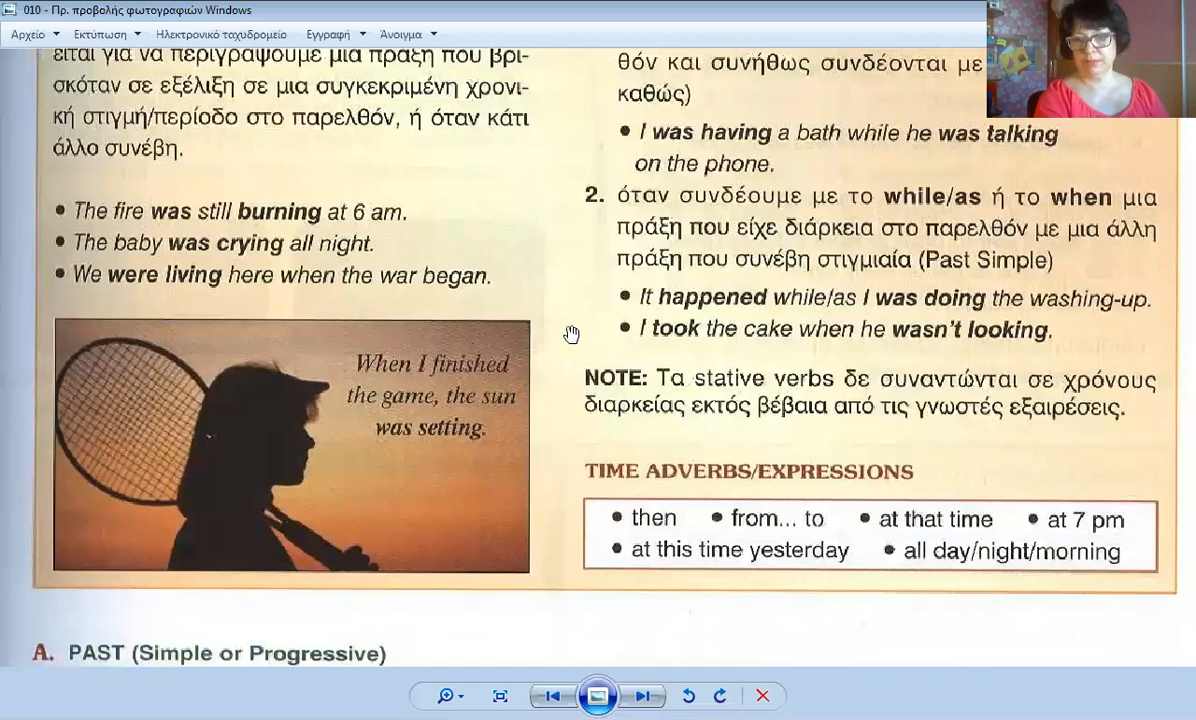 010 - Πρ. προβολής φωτογραφιών Windows
Αρχείο Εκτύπωση Ηλεκτρονικό ταχυδρομείο Εγγραφή Άνοιγμα
είται για να περιγράψουμε μια πράξη που βρι-
σκόταν σε εξέλιξη σε μια συγκεκριμένη χρονι-
κή στιγμή/περίοδο στο παρελθόν, ή όταν κάτι
άλλο συνέβη.
• The fire was still burning at 6 am.
• The baby was crying all night.
• We were living here when the war began.
When I finished
the game, the sun
was setting.
θόν και συνήθως συνδέονται με
καθώς)
• I was having a bath while he was talking
on the phone.
2. όταν συνδέουμε με το while/as ή το when μια
πράξη που είχε διάρκεια στο παρελθόν με μια άλλη
πράξη που συνέβη στιγμιαία (Past Simple)
• It happened while/as I was doing the washing-up.
• I took the cake when he wasn't looking.
NOTE: Τα stative verbs δε συναντώνται σε χρόνους
διαρκείας εκτός βέβαια από τις γνωστές εξαιρέσεις.
TIME ADVERBS/EXPRESSIONS
• then • from... to • at that time • at 7 pm
• at this time yesterday • all day/night/morning
A. PAST (Simple or Progressive)